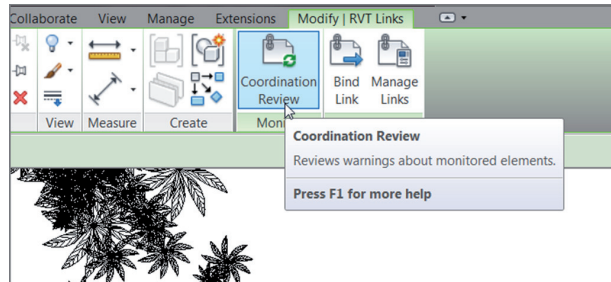 Collaborate View Manage Extensions Modify | RVT Links
Coordination Review
Bind Link
Manage Links
View Measure Create Moni
Coordination Review
Reviews warnings about monitored elements.
Press F1 for more help